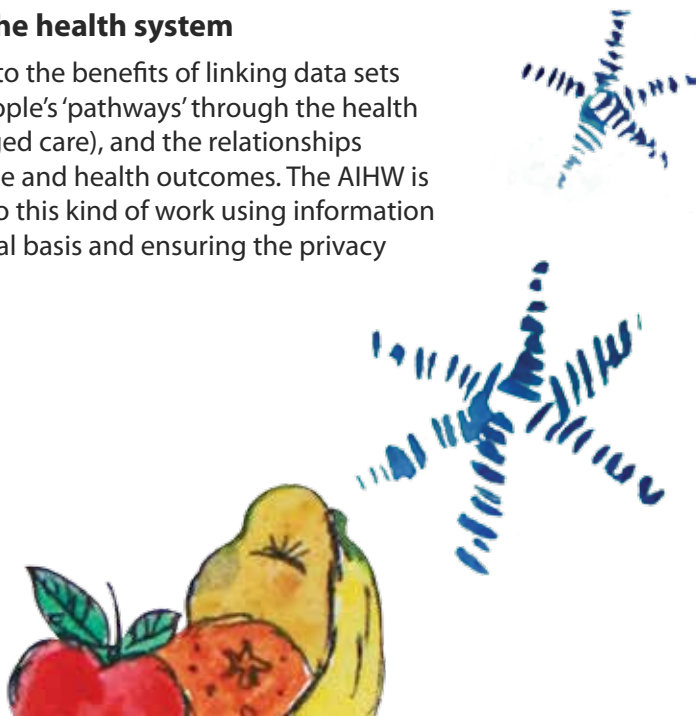 he health system
to the benefits of linking data sets
ople's 'pathways' through the health
ged care), and the relationships
e and health outcomes. The AIHW is
o this kind of work using information
al basis and ensuring the privacy